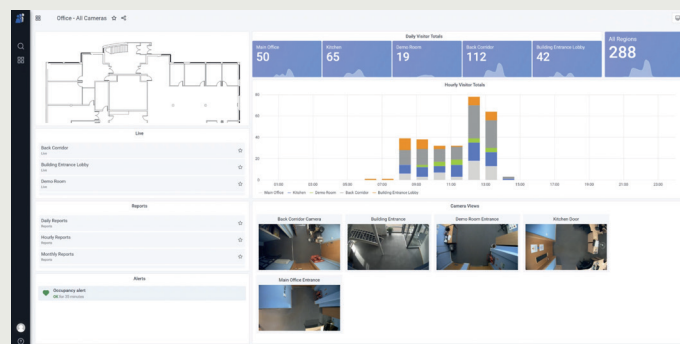 Office - All Cameras
Live
Back Corridor
Live
Building Entrance Lobby
Live
Demo Room
Live
Reports
Daily Reports
Reports
Hourly Reports
Reports
Monthly Reports
Reports
Alerts
Occupancy alert
OK for 35 minutes
Daily Visitor Totals
Main Office
50
Kitchen
65
Demo Room
19
Back Corridor
112
Building Entrance Lobby
42
All Regions
288
Hourly Visitor Totals
80
60
40
20
0
01:00 03:00 05:00 07:00 09:00 11:00 13:00 15:00 17:00 19:00 21:00 23:00
Main Office Kitchen Demo Room Back Corridor Building Entrance Lobby
Camera Views
Back Corridor Camera
Building Entrance
Demo Room Entrance
Kitchen Door
Main Office Entrance